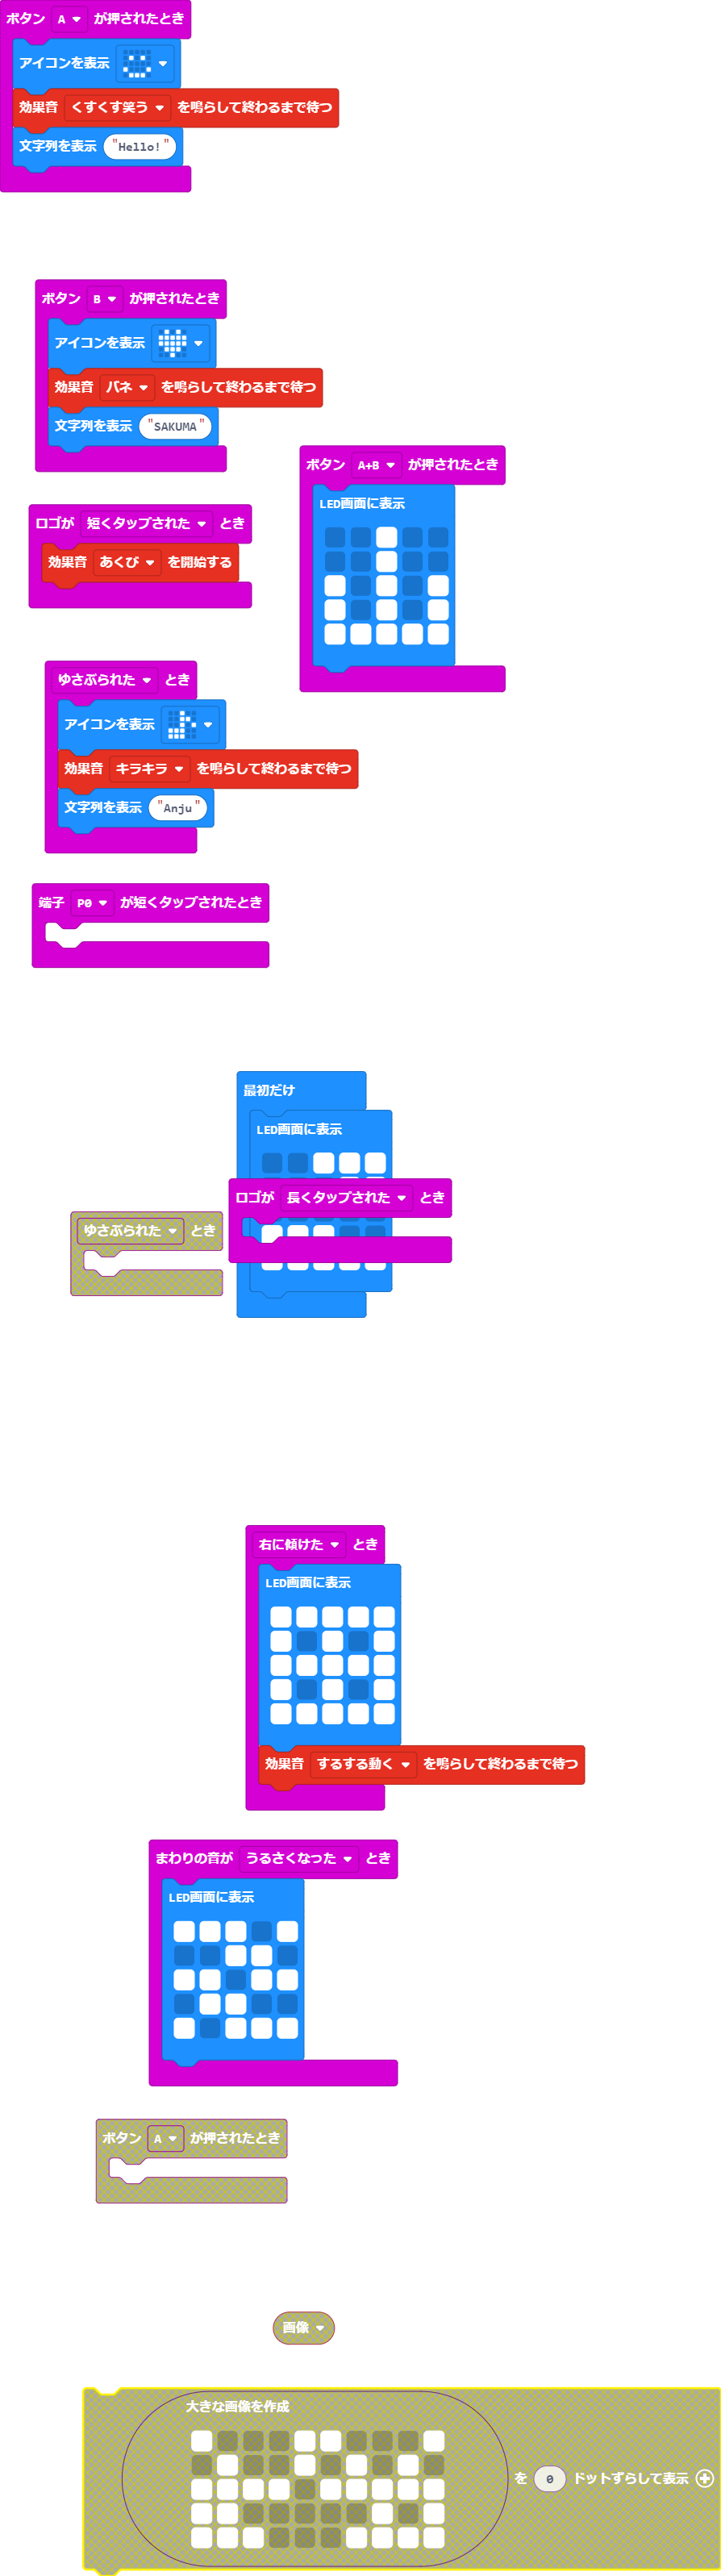 ボタン A が押されたとき
アイコンを表示
効果音 くすくす笑う を鳴らして終わるまで待つ
文字列を表示 "Hello!"
ボタン B が押されたとき
アイコンを表示
効果音 バネ を鳴らして終わるまで待つ
文字列を表示 "SAKUMA"
ボタン A+B が押されたとき
LED画面に表示
ロゴが 短くタップされた とき
効果音 あくび を開始する
ゆさぶられた とき
アイコンを表示
効果音 キラキラ を鳴らして終わるまで待つ
文字列を表示 "Anju"
端子 P0 が短くタップされたとき
最初だけ
LED画面に表示
ロゴが 長くタップされた とき
ゆさぶられた とき
右に傾けた とき
LED画面に表示
効果音 するする動く を鳴らして終わるまで待つ
まわりの音が うるさくなった とき
LED画面に表示
ボタン A が押されたとき
画像
大きな画像を作成
を 0 ドットずらして表示